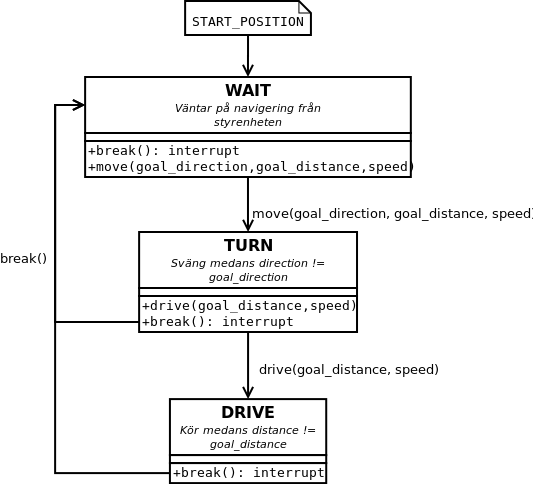 START_POSITION
WAIT
Väntar på navigering från
styrenheten
+break(): interrupt
+move(goal_direction,goal_distance,speed)
move(goal_direction, goal_distance, speed)
TURN
Sväng medans direction !=
goal_direction
break()
+drive(goal_distance,speed)
+break(): interrupt
drive(goal_distance, speed)
DRIVE
Kör medans distance !=
goal_distance
+break(): interrupt